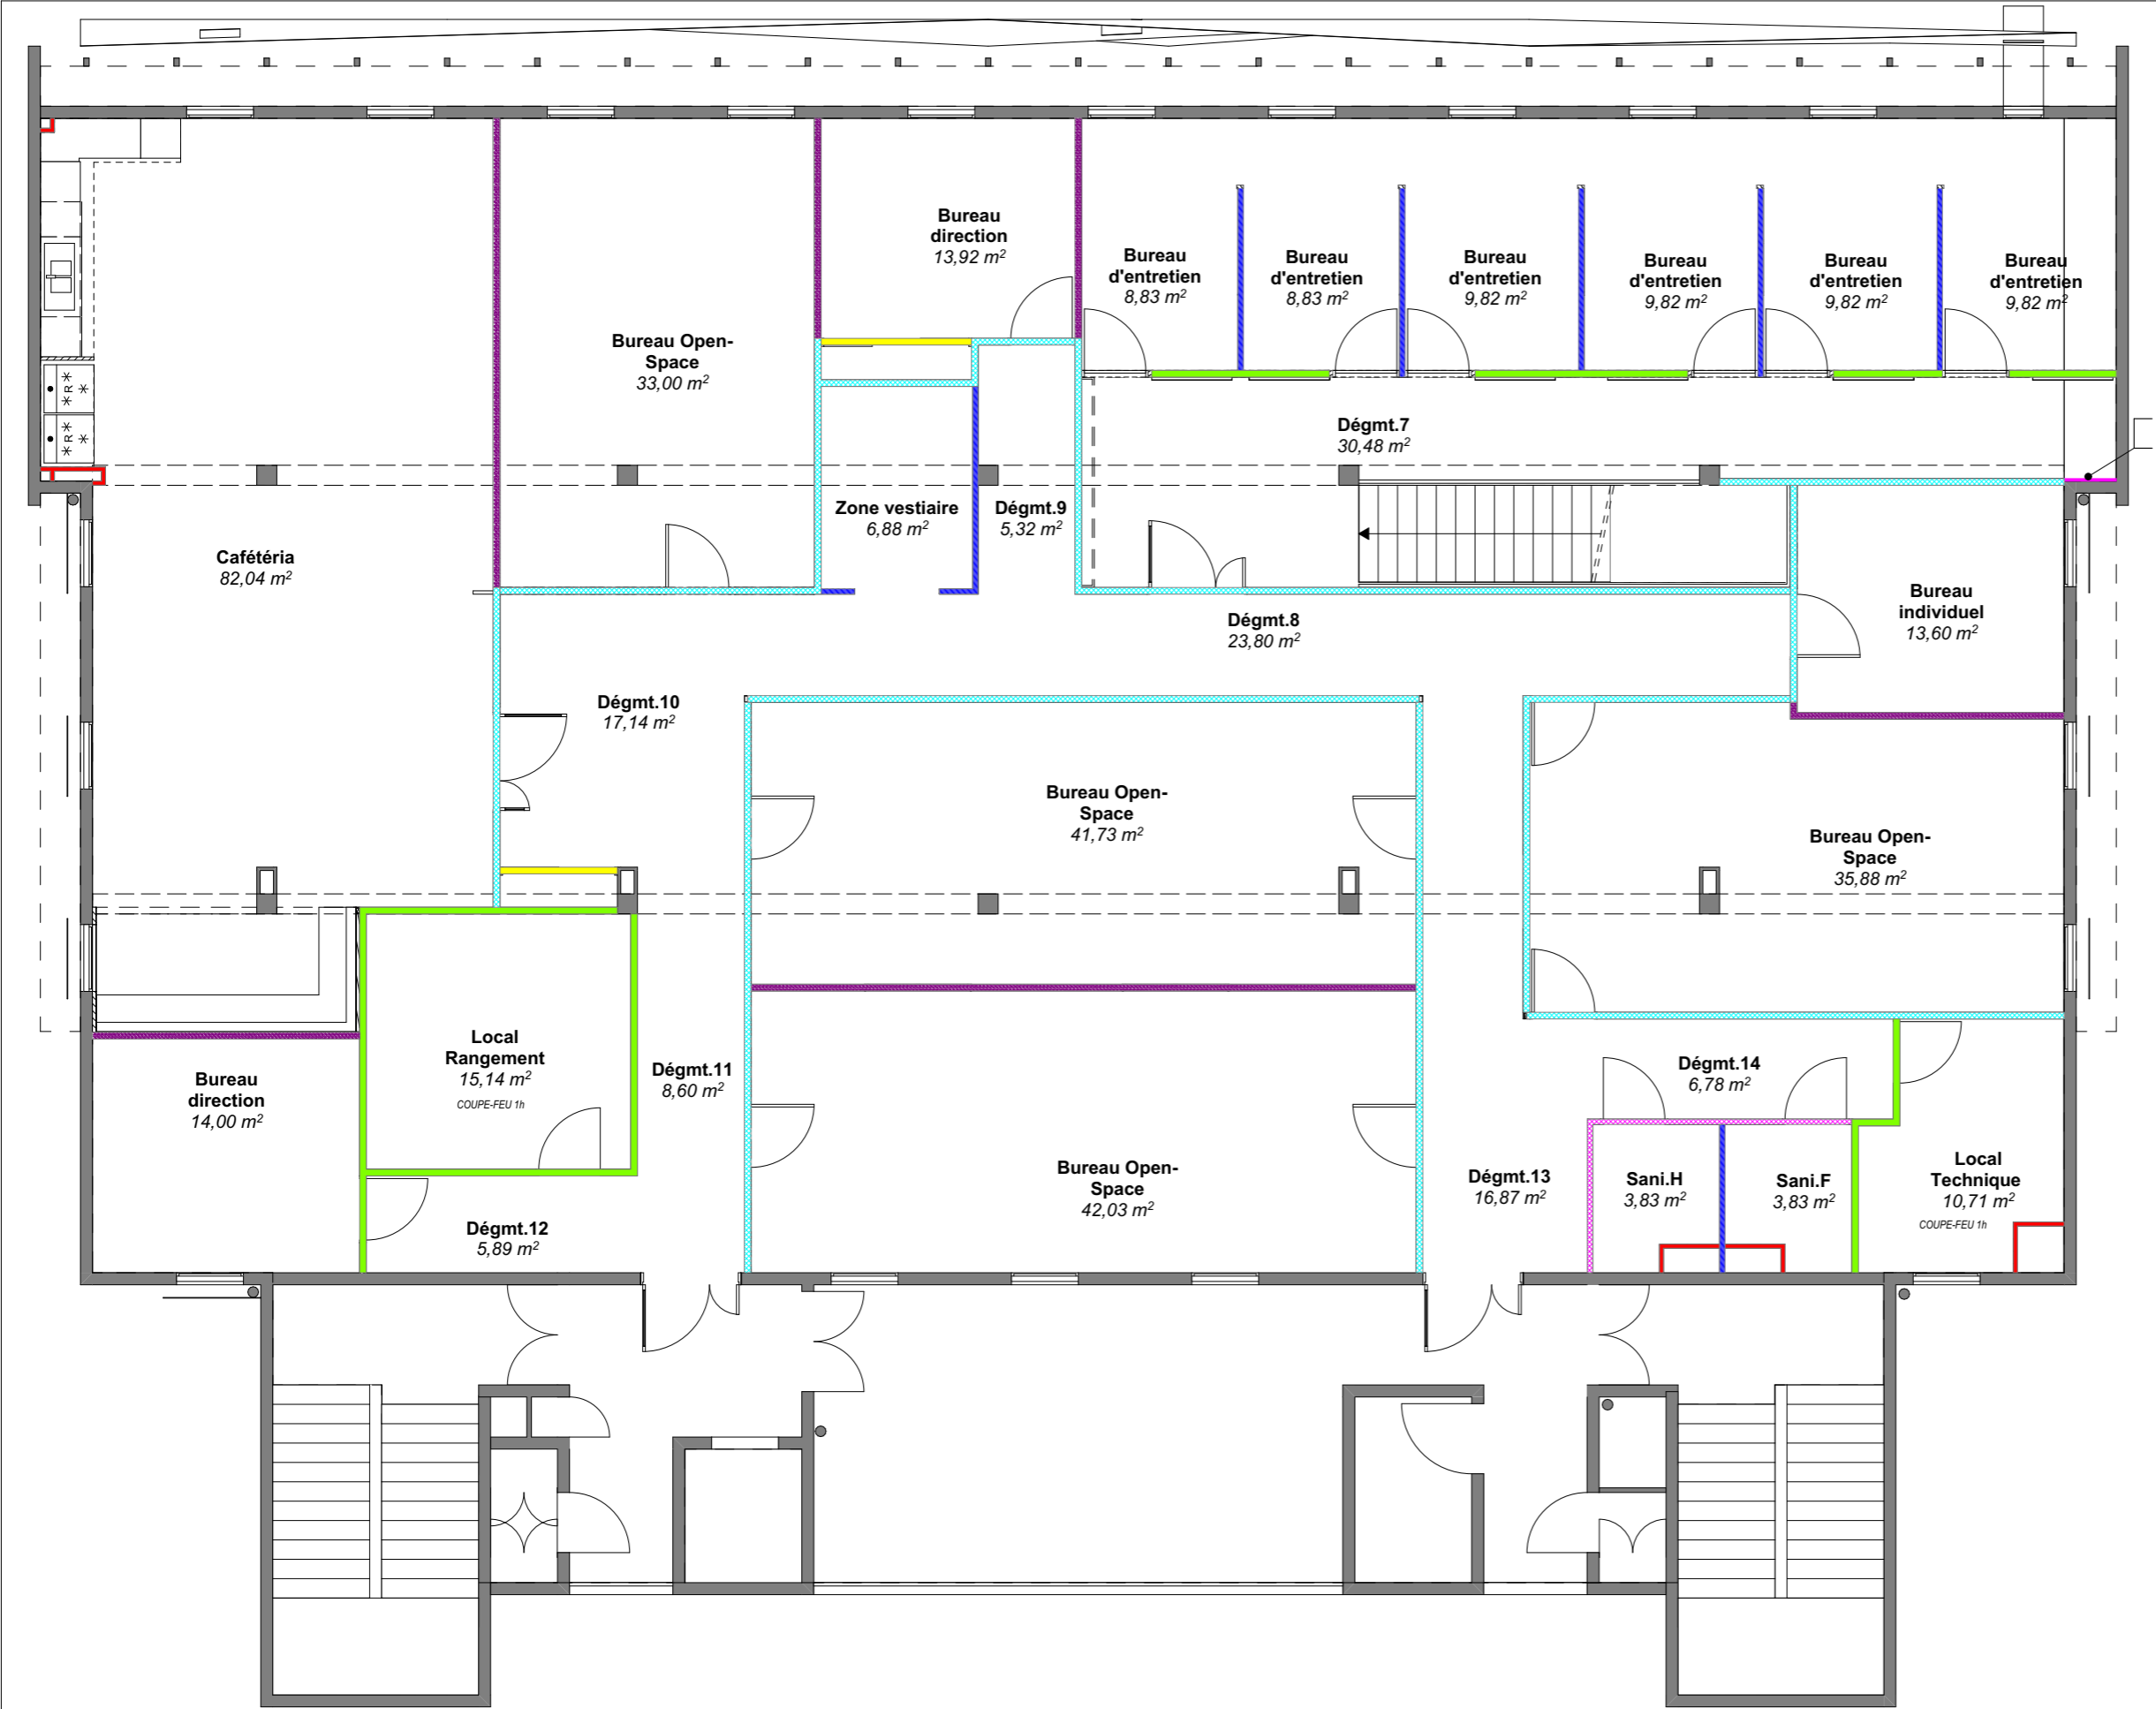 Bureau
direction
13,92 m²
Bureau
d'entretien
8,83 m²
Bureau
d'entretien
8,83 m²
Bureau
d'entretien
9,82 m²
Bureau
d'entretien
9,82 m²
Bureau
d'entretien
9,82 m²
Bureau
d'entretien
9,82 m²
Bureau Open-
Space
33,00 m²
*R*
*
*R*
*
Dégmt.7
30,48 m²
Cafétéria
82,04 m²
Zone vestiaire
6,88 m²
Dégmt.9
5,32 m²
Dégmt.8
23,80 m²
Bureau
individuel
13,60 m²
Dégmt.10
17,14 m²
Bureau Open-
Space
41,73 m²
Bureau Open-
Space
35,88 m²
Local
Rangement
15,14 m²
COUPE-FEU 1h
Dégmt.11
8,60 m²
Dégmt.14
6,78 m²
Bureau
direction
14,00 m²
Bureau Open-
Space
42,03 m²
Dégmt.13
16,87 m²
Sani.H
3,83 m²
Sani.F
3,83 m²
Local
Technique
10,71 m²
COUPE-FEU 1h
Dégmt.12
5,89 m²